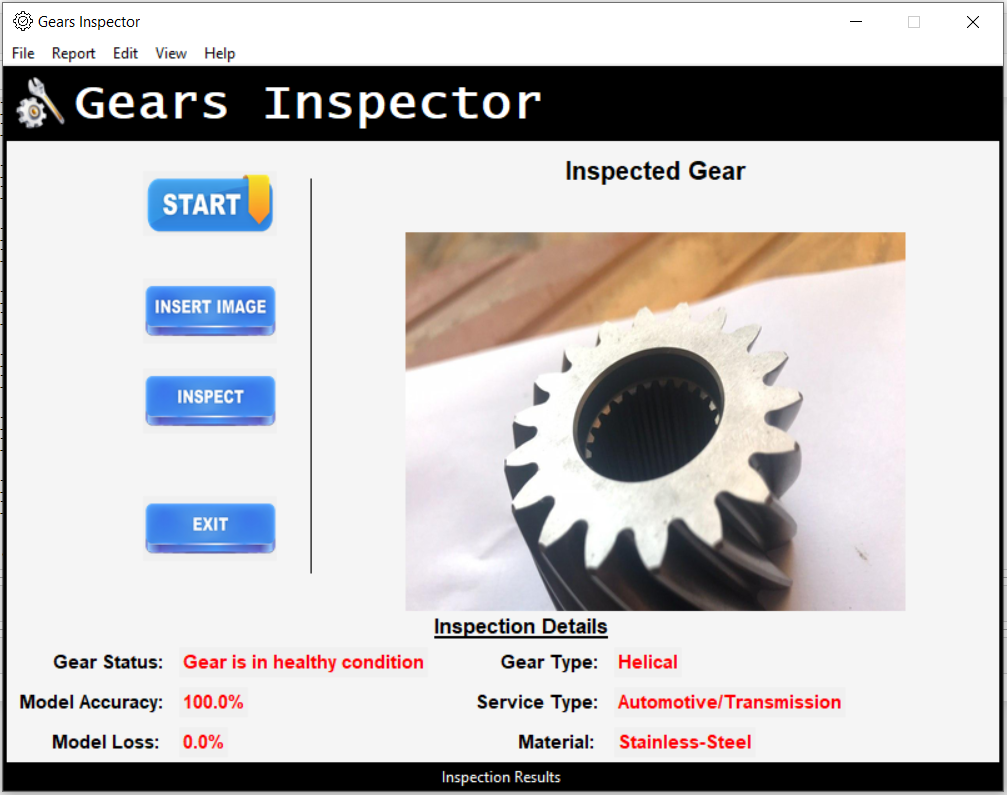 Gears Inspector
File Report Edit View Help
Gears Inspector
START
INSERT IMAGE
INSPECT
EXIT
Inspected Gear
Inspection Details
Gear Status: Gear is in healthy condition
Gear Type: Helical
Model Accuracy: 100.0%
Service Type: Automotive/Transmission
Model Loss: 0.0%
Material: Stainless-Steel
Inspection Results